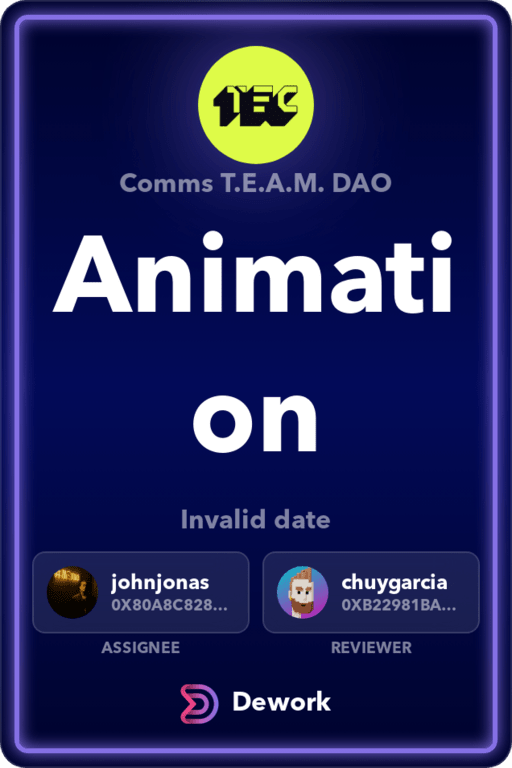 TEC
Comms T.E.A.M. DAO
Animati
on
Invalid date
johnjonas
0X80A8C828...
chuygarcia
0XB22981BA...
ASSIGNEE
REVIEWER
Dework